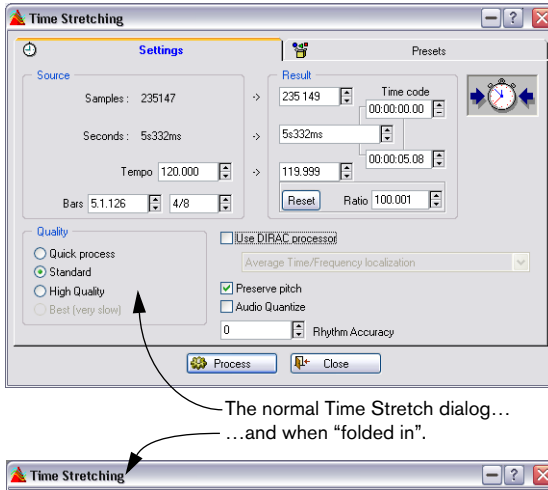 Time Stretching
Settings
Presets
Source
Samples : 235147
Seconds : 5s332ms
Tempo 120.000
Bars 5.1.126 4/8
->
->
->
Result
235 149
Time code
00:00:00.00
5s332ms
00:00:05.08
119.999
Reset Ratio 100.001
Quality
Quick process
Standard
High Quality
Best (very slow)
Use DIRAC processor
Average Time/Frequency localization
Preserve pitch
Audio Quantize
0 Rhythm Accuracy
Process Close
The normal Time Stretch dialog…
…and when “folded in”.
Time Stretching